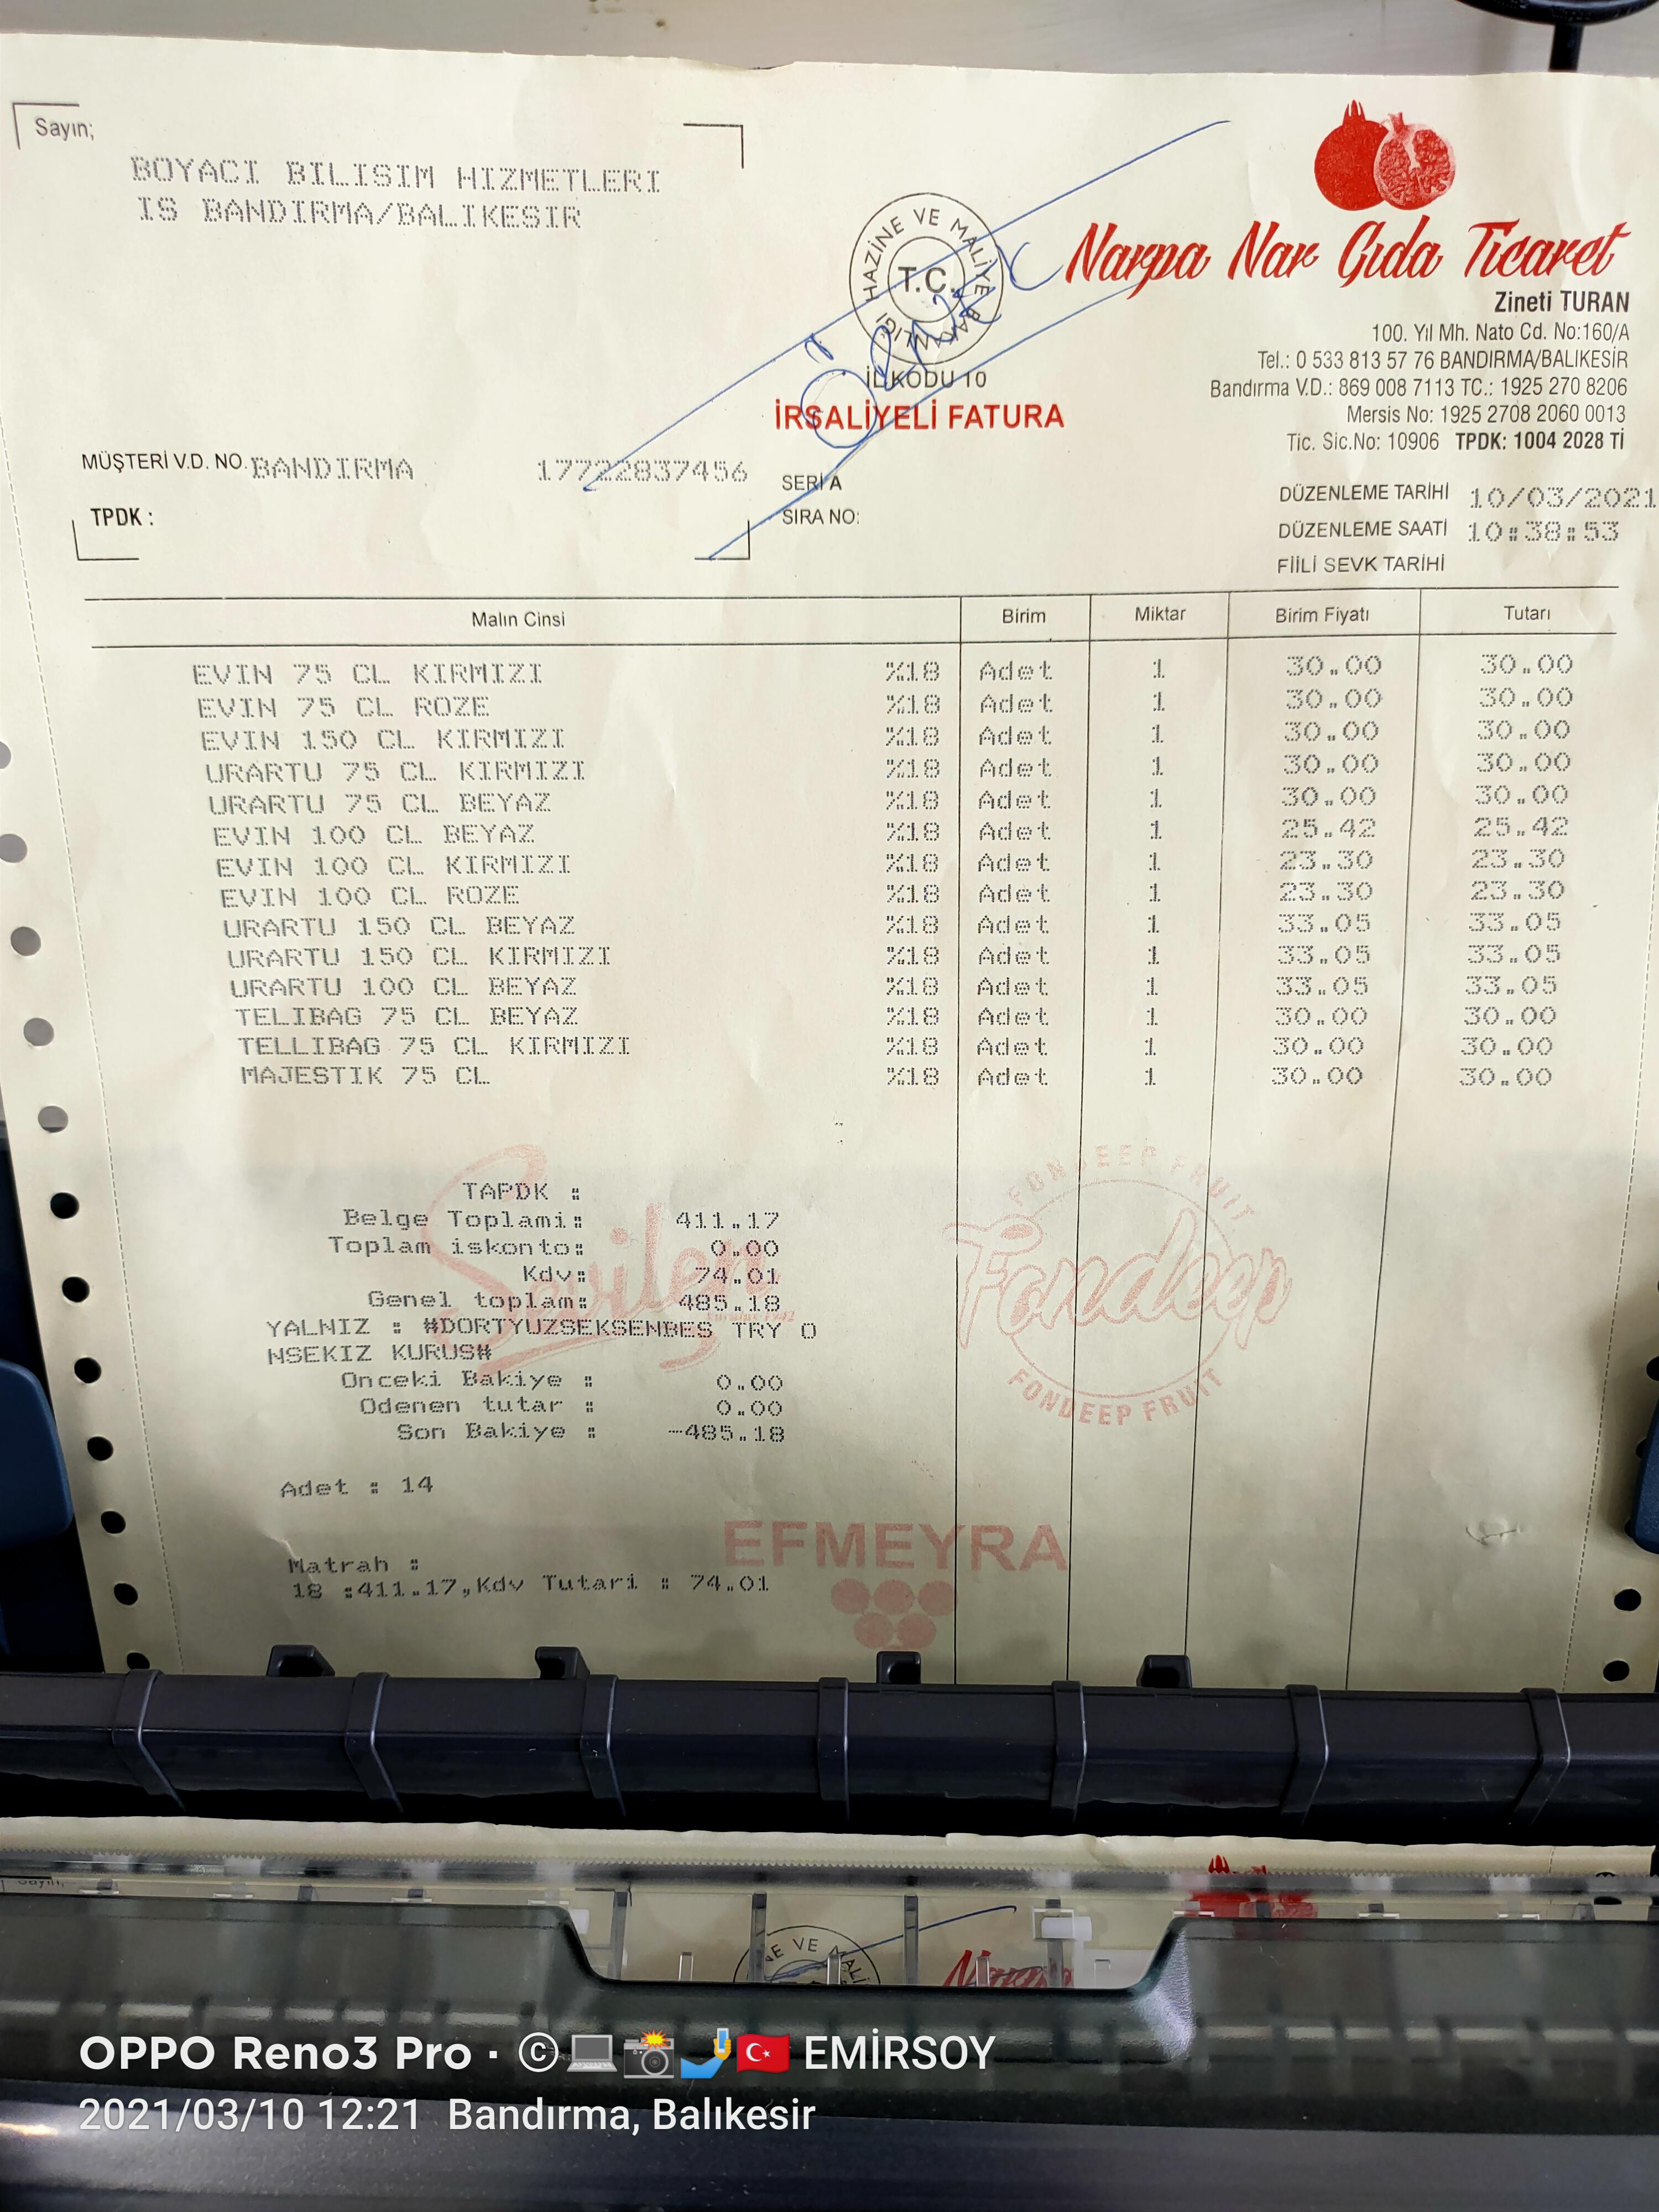 Sayın;
BOYACI BILISIM HIZMETLERI
IS BANDIRMA/BALIKESIR
MÜŞTERİ V.D. NO. BANDIRMA 17722837456
TPDK :
HAZİNE VE MALİYE BAKANLIĞI
T.C.
İL KODU 10
İRSALİYELİ FATURA
SERİ A
SIRA NO:
Örnek
Narpa Nar Gıda Ticaret
Zineti TURAN
100. Yıl Mh. Nato Cd. No:160/A
Tel.: 0 533 813 57 76 BANDIRMA/BALIKESİR
Bandırma V.D.: 869 008 7113 TC.: 1925 270 8206
Mersis No: 1925 2708 2060 0013
Tic. Sic.No: 10906 TPDK: 1004 2028 Tİ
DÜZENLEME TARİHİ 10/03/2021
DÜZENLEME SAATİ 10:38:53
FİİLİ SEVK TARİHİ
Malın Cinsi Birim Miktar Birim Fiyatı Tutarı
EVIN 75 CL KIRMIZI %18 Adet 1 30.00 30.00
EVIN 75 CL ROZE %18 Adet 1 30.00 30.00
EVIN 150 CL KIRMIZI %18 Adet 1 30.00 30.00
URARTU 75 CL KIRMIZI %18 Adet 1 30.00 30.00
URARTU 75 CL BEYAZ %18 Adet 1 30.00 30.00
EVIN 100 CL BEYAZ %18 Adet 1 25.42 25.42
EVIN 100 CL KIRMIZI %18 Adet 1 23.30 23.30
EVIN 100 CL ROZE %18 Adet 1 23.30 23.30
URARTU 150 CL BEYAZ %18 Adet 1 33.05 33.05
URARTU 150 CL KIRMIZI %18 Adet 1 33.05 33.05
URARTU 100 CL BEYAZ %18 Adet 1 33.05 33.05
TELIBAG 75 CL BEYAZ %18 Adet 1 30.00 30.00
TELLIBAG 75 CL KIRMIZI %18 Adet 1 30.00 30.00
MAJESTIK 75 CL %18 Adet 1 30.00 30.00
TAPDK :
Belge Toplami: 411.17
Toplam iskonto: 0.00
Kdv: 74.01
Genel toplam: 485.18
YALNIZ : #DORTYUZSEKSENBES TRY O
NSEKIZ KURUS#
Onceki Bakiye : 0.00
Odenen tutar : 0.00
Son Bakiye : -485.18
Adet : 14
Matrah :
18 :411.17,Kdv Tutari : 74.01
Sevilen
FONDEEP FRUIT
Fondeep
FONDEEP FRUIT
EFMEYRA
Sayın;
NE VE MALİ
OPPO Reno3 Pro · © EMİRSOY
2021/03/10 12:21 Bandırma, Balıkesir